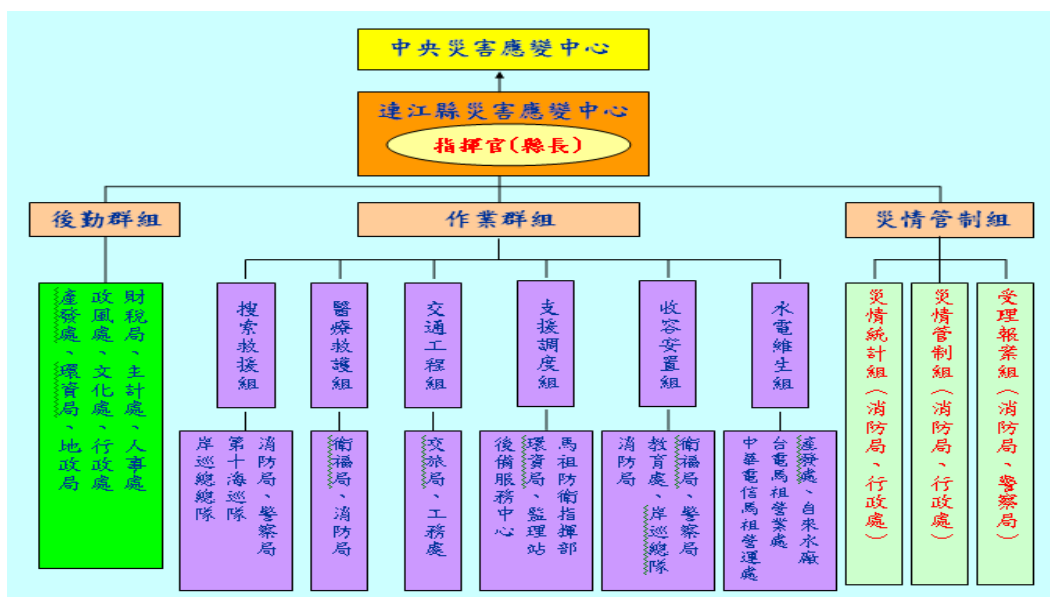 中央災害應變中心
連江縣災害應變中心
指揮官(縣長)
後勤群組
作業群組
災情管制組
財稅局、主計處、人事處
政風處、文化處、行政處
產發處、環資局、地政局
搜索救援組
醫療救護組
交通工程組
支援調度組
收容安置組
水電維生組
災情統計組(消防局、行政處)
災情管制組(消防局、行政處)
受理報案組(消防局、警察局)
消防局、警察局
第十海巡隊
岸巡總總隊
衛福局、消防局
交旅局、工務處
馬祖防衛指揮部
環資局、監理站
後備服務中心
衛福局、警察局
教育處、岸巡總隊
消防局
產發處、自來水廠
台電馬祖營業處
中華電信馬祖營運處